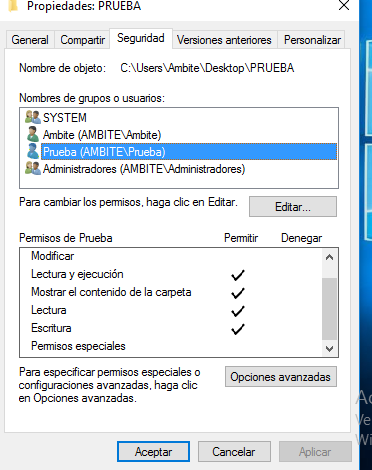 Propiedades: PRUEBA
General Compartir Seguridad Versiones anteriores Personalizar
Nombre de objeto: C:\Users\Ambite\Desktop\PRUEBA
Nombres de grupos o usuarios:
SYSTEM
Ambite (AMBITE\Ambite)
Prueba (AMBITE\Prueba)
Administradores (AMBITE\Administradores)
Para cambiar los permisos, haga clic en Editar. Editar...
Permisos de Prueba Permitir Denegar
Modificar
Lectura y ejecución
Mostrar el contenido de la carpeta
Lectura
Escritura
Permisos especiales
Para especificar permisos especiales o
configuraciones avanzadas, haga clic
en Opciones avanzadas.
Opciones avanzadas
Aceptar Cancelar Aplicar